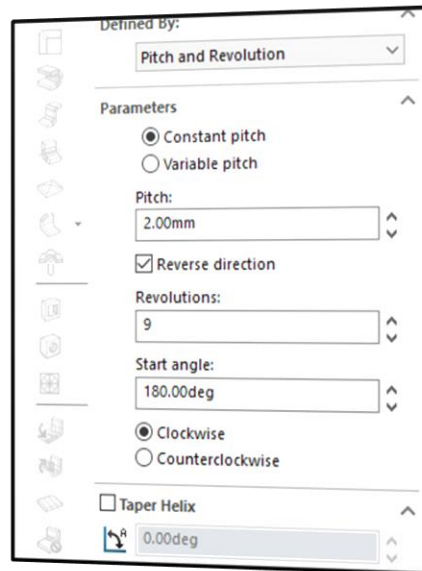 Defined By:
Pitch and Revolution
Parameters
Constant pitch
Variable pitch
Pitch:
2.00mm
Reverse direction
Revolutions:
9
Start angle:
180.00deg
Clockwise
Counterclockwise
Taper Helix
0.00deg